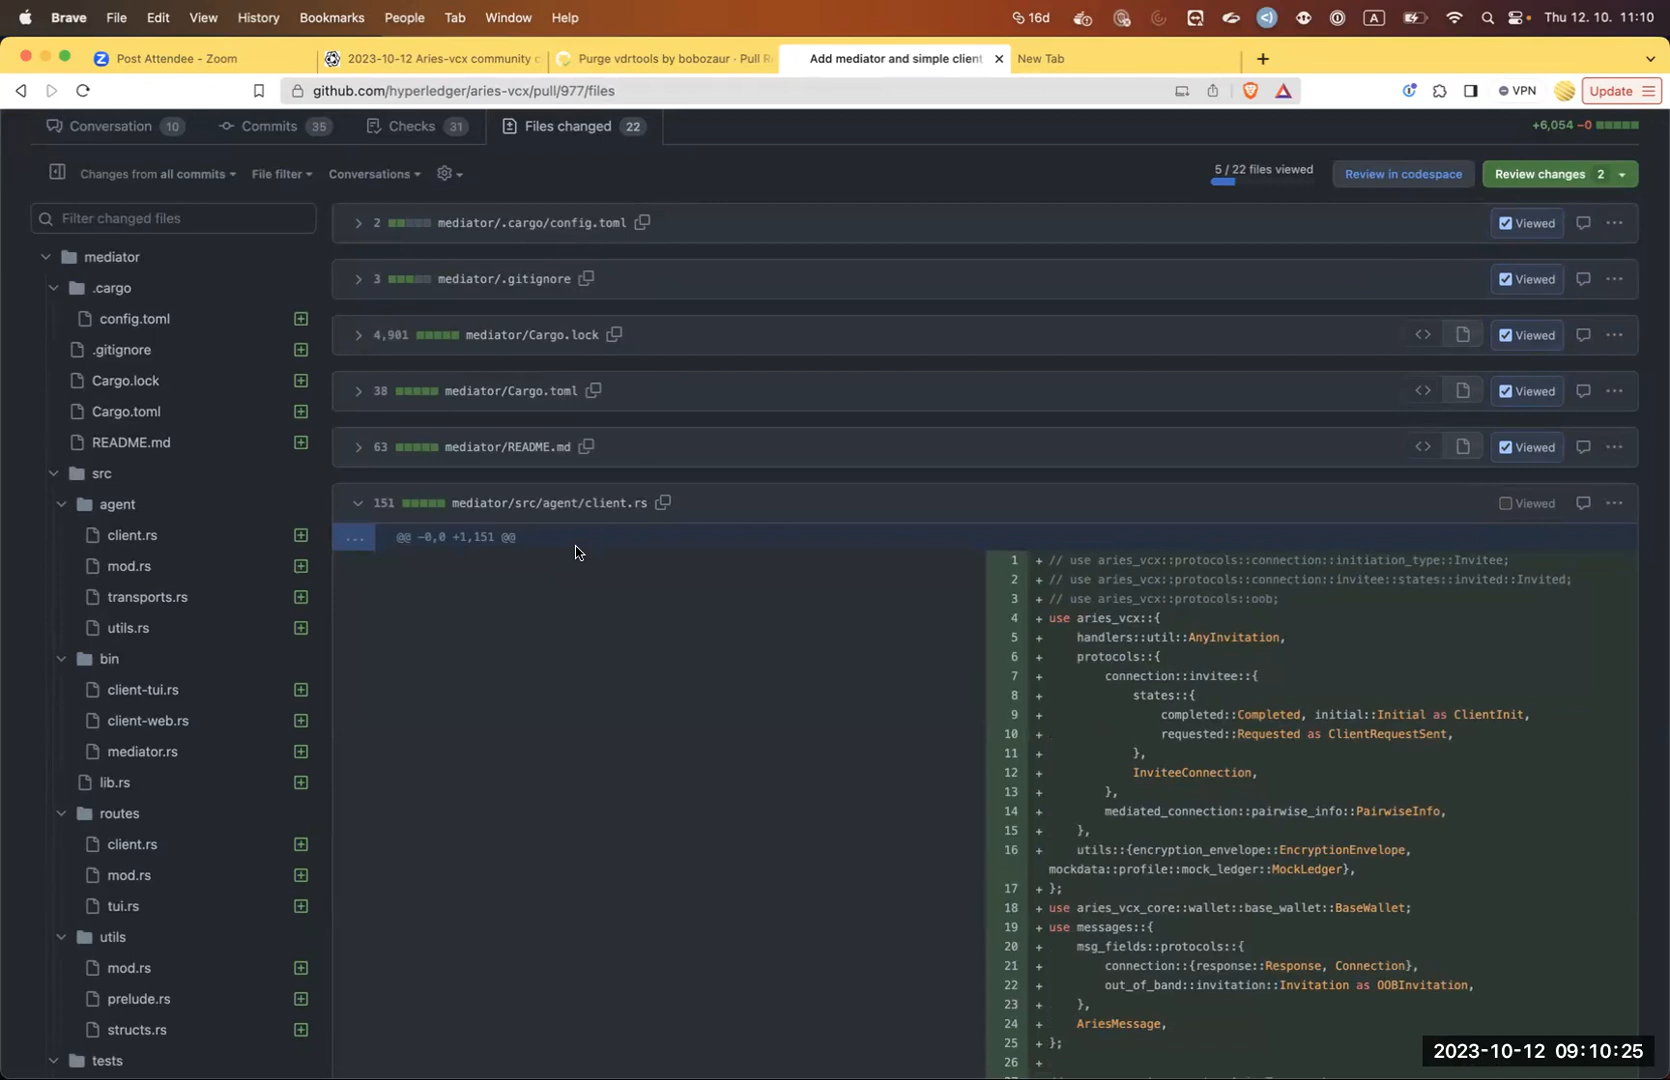 Brave File Edit View History Bookmarks People Tab Window Help 16d A Thu 12. 10. 11:10
Post Attendee - Zoom
2023-10-12 Aries-vcx community c
Purge vdrtools by bobozaur · Pull R
Add mediator and simple client
New Tab
github.com/hyperledger/aries-vcx/pull/977/files
VPN
Update
Conversation 10
Commits 35
Checks 31
Files changed 22
+6,054 −0
Changes from all commits
File filter
Conversations
5 / 22 files viewed
Review in codespace
Review changes 2
Filter changed files
mediator
.cargo
config.toml
.gitignore
Cargo.lock
Cargo.toml
README.md
src
agent
client.rs
mod.rs
transports.rs
utils.rs
bin
client-tui.rs
client-web.rs
mediator.rs
lib.rs
routes
client.rs
mod.rs
tui.rs
utils
mod.rs
prelude.rs
structs.rs
tests
2 mediator/.cargo/config.toml Viewed
3 mediator/.gitignore Viewed
4,901 mediator/Cargo.lock Viewed
38 mediator/Cargo.toml Viewed
63 mediator/README.md Viewed
151 mediator/src/agent/client.rs Viewed
... @@ −0,0 +1,151 @@
1 + // use aries_vcx::protocols::connection::initiation_type::Invitee;
2 + // use aries_vcx::protocols::connection::invitee::states::invited::Invited;
3 + // use aries_vcx::protocols::oob;
4 + use aries_vcx::{
5 + handlers::util::AnyInvitation,
6 + protocols::{
7 + connection::invitee::{
8 + states::{
9 + completed::Completed, initial::Initial as ClientInit,
10 + requested::Requested as ClientRequestSent,
11 + },
12 + InviteeConnection,
13 + },
14 + mediated_connection::pairwise_info::PairwiseInfo,
15 + },
16 + utils::{encryption_envelope::EncryptionEnvelope,
mockdata::profile::mock_ledger::MockLedger},
17 + };
18 + use aries_vcx_core::wallet::base_wallet::BaseWallet;
19 + use messages::{
20 + msg_fields::protocols::{
21 + connection::{response::Response, Connection},
22 + out_of_band::invitation::Invitation as OOBInvitation,
23 + },
24 + AriesMessage,
25 + };
26 +
2023-10-12 09:10:25